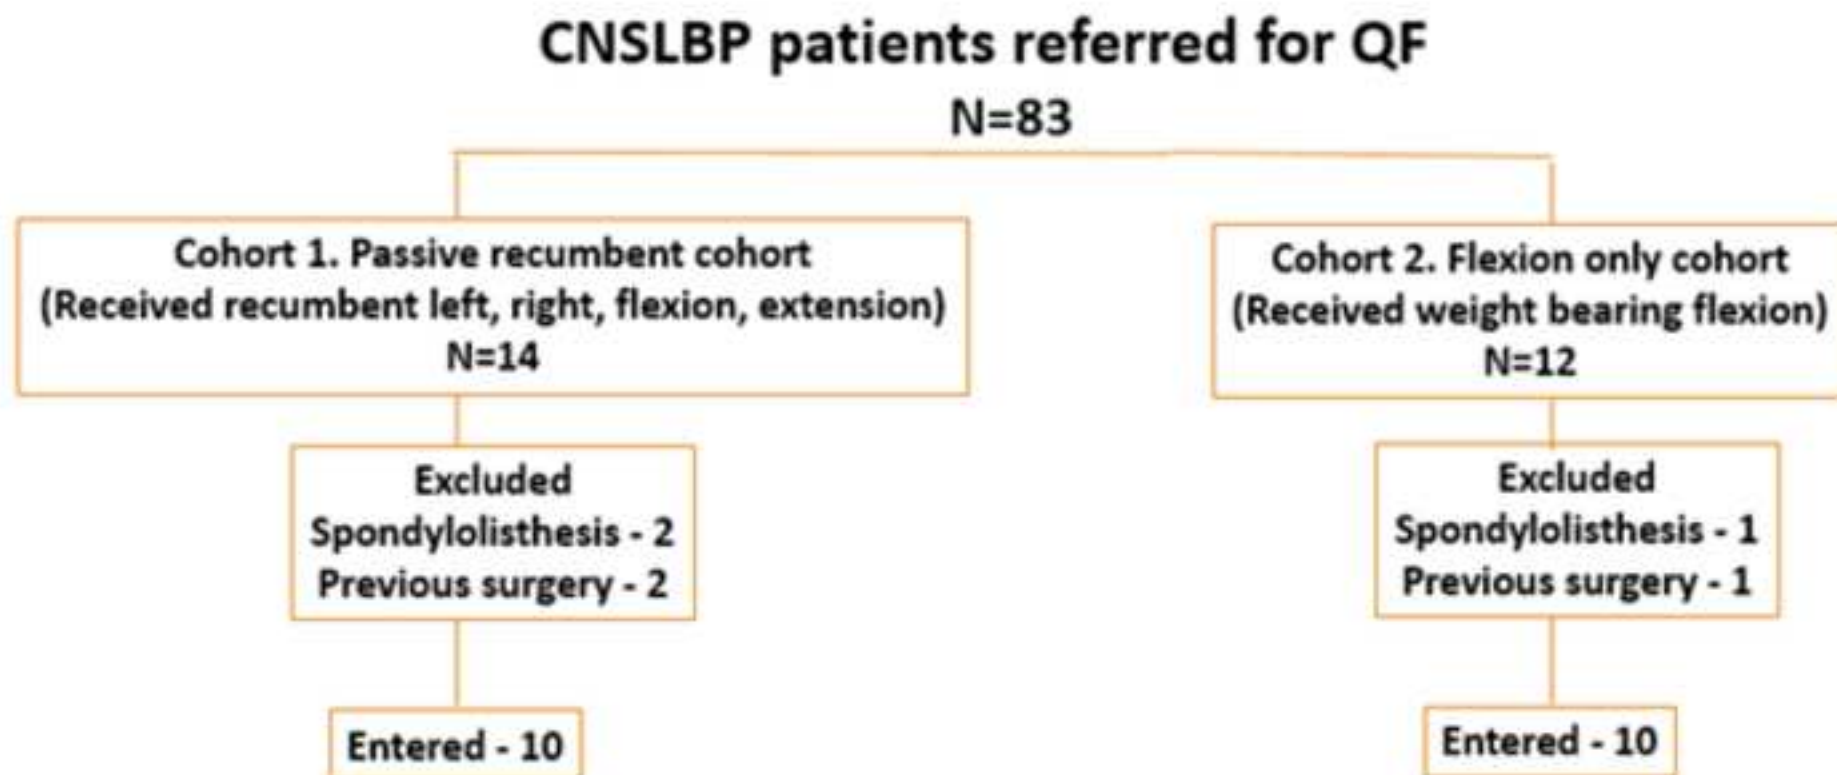 CNSLBP patients referred for QF
N=83
Cohort 1. Passive recumbent cohort
(Received recumbent left, right, flexion, extension)
N=14
Cohort 2. Flexion only cohort
(Received weight bearing flexion)
N=12
Excluded
Spondylolisthesis - 2
Previous surgery - 2
Excluded
Spondylolisthesis - 1
Previous surgery - 1
Entered - 10
Entered - 10